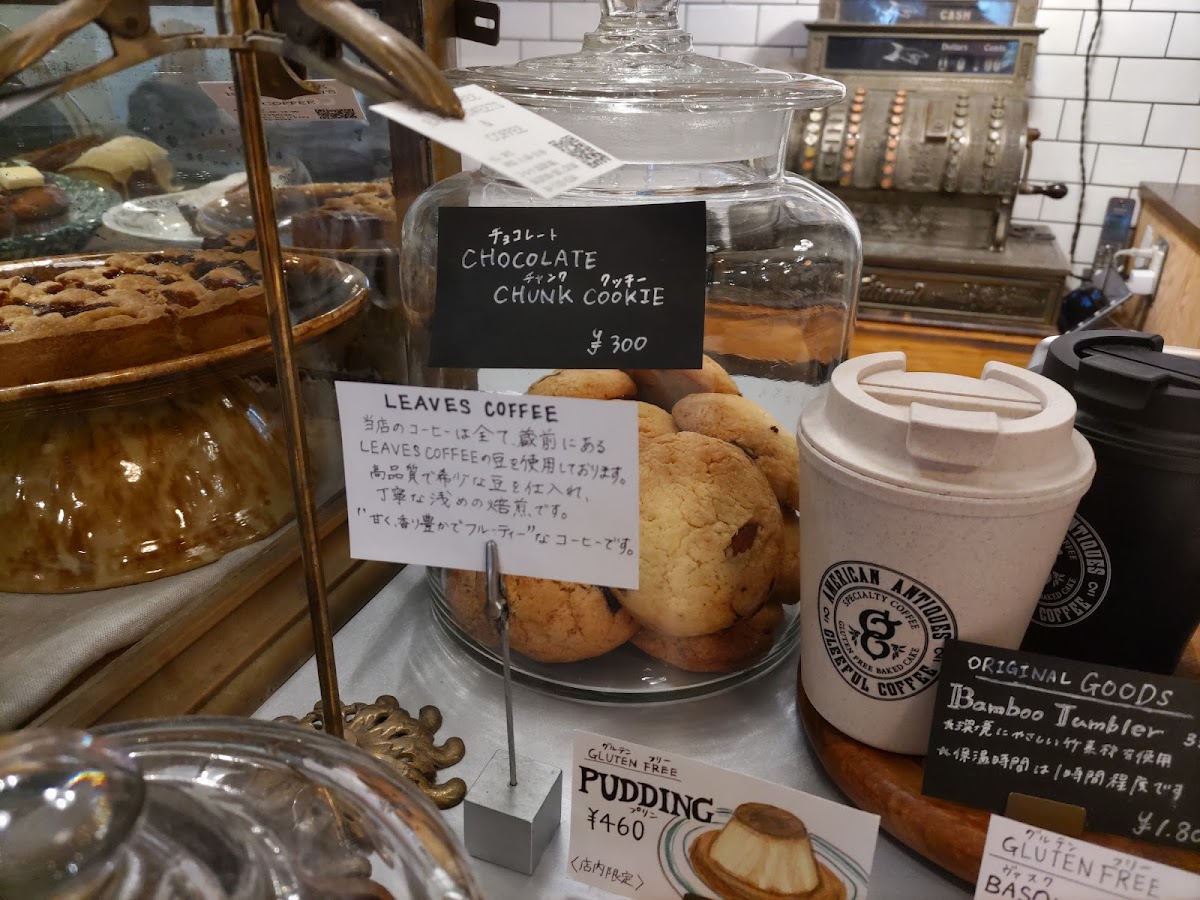 CASH
Dollars Cents
COFFEE
チョコレート
CHOCOLATE
チャンク クッキー
CHUNK COOKIE
¥300
LEAVES COFFEE
当店のコーヒーは全て、蔵前にある
LEAVES COFFEEの豆を使用しております。
高品質で希少な豆を仕入れ、
丁寧な浅めの焙煎です。
"甘く、香り豊かでフルーティー"なコーヒーです。
AMERICAN ANTIQUES
SPECIALTY COFFEE
GLUTEN FREE BAKED CAKE
GLEEFUL COFFEE
ANTIQUES
BAKED CAKE
COFFEE
ORIGINAL GOODS
Bamboo Tumbler
※環境にやさしい竹素材を使用
※保温時間は1時間程度です
グルテン フリー
GLUTEN FREE
PUDDING
プリン
¥460
〈店内限定〉
グルテン フリー
GLUTEN FREE
バスク